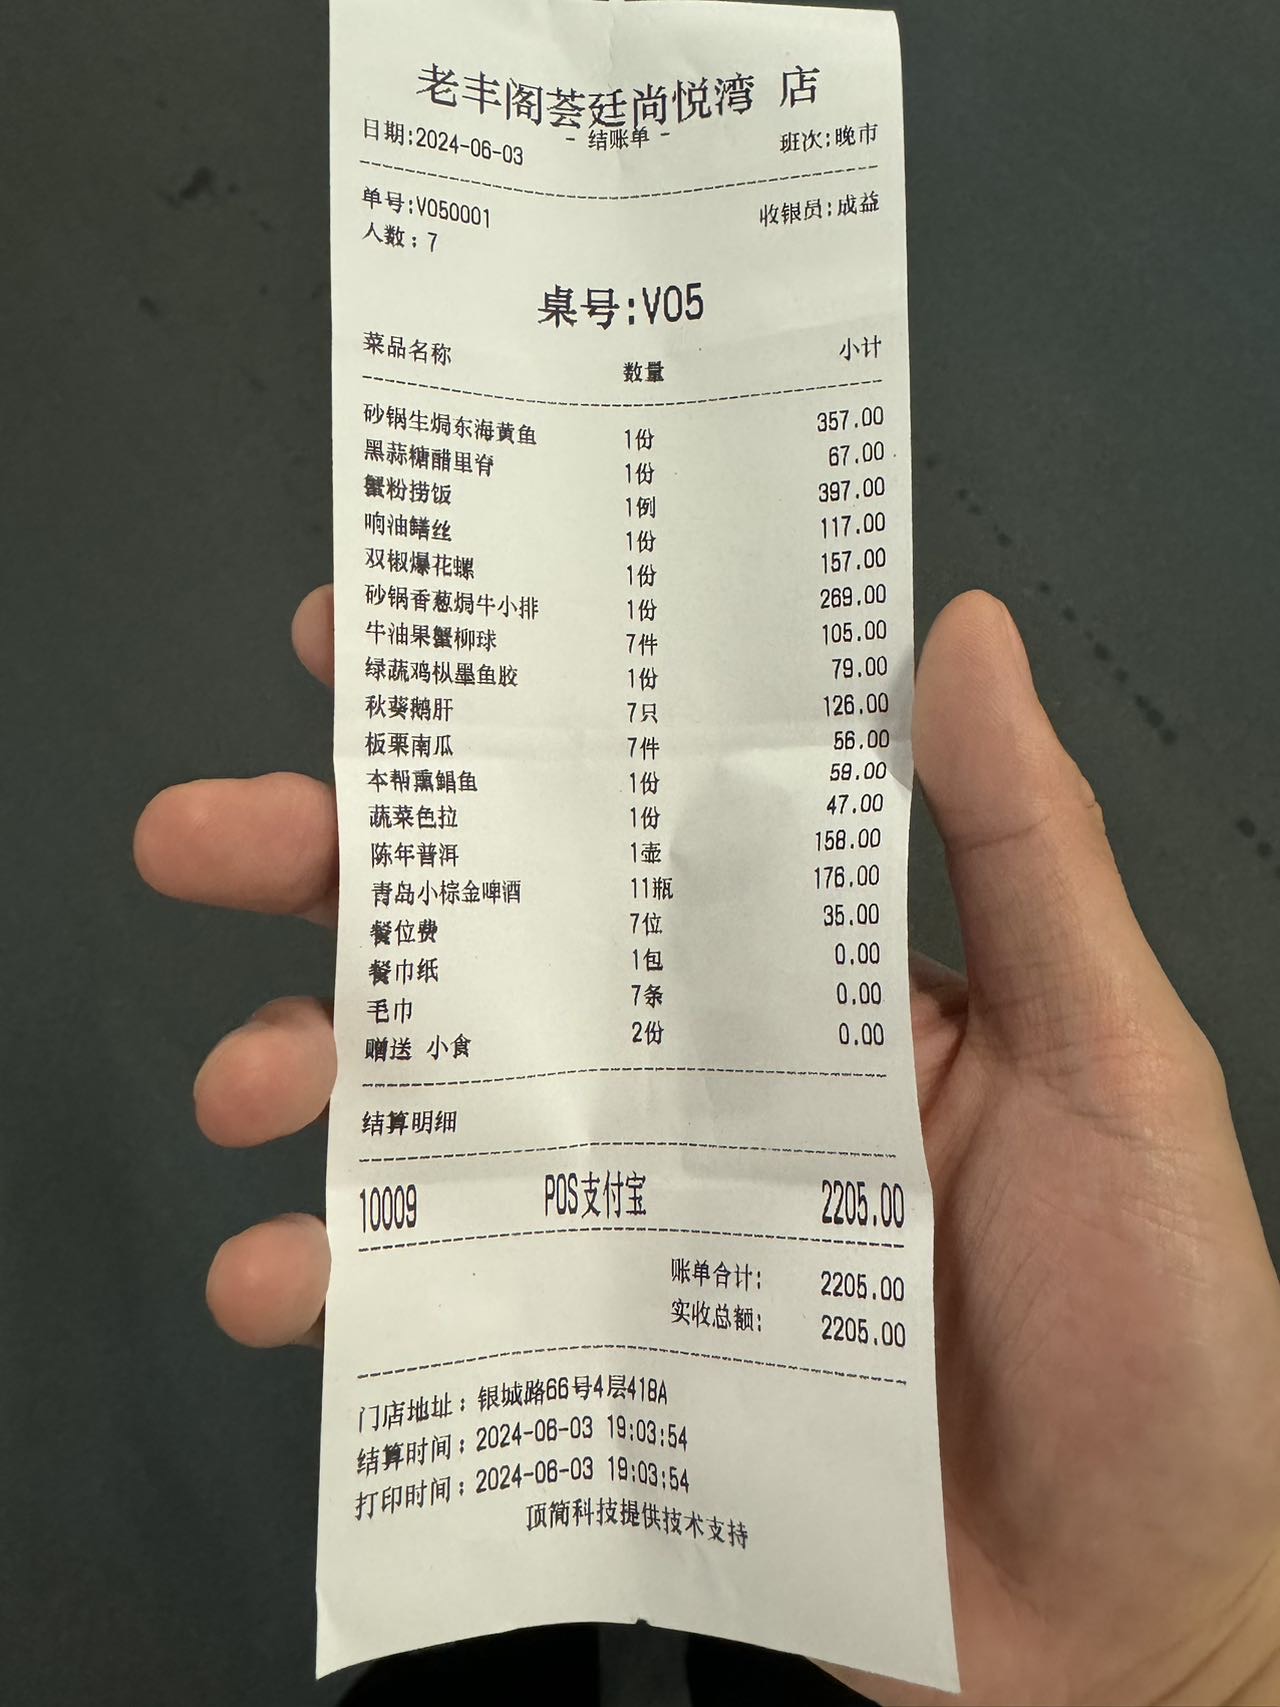 老丰阁荟廷尚悦湾 店
- 结账单 -
日期:2024-06-03 班次:晚市
单号:V050001 收银员:成益
人数:7
桌号:V05
菜品名称 数量 小计
砂锅生焗东海黄鱼 1份 357.00
黑蒜糖醋里脊 1份 67.00
蟹粉捞饭 1例 397.00
响油鳝丝 1份 117.00
双椒爆花螺 1份 157.00
砂锅香葱焗牛小排 1份 269.00
牛油果蟹柳球 7件 105.00
绿蔬鸡枞墨鱼胶 1份 79.00
秋葵鹅肝 7只 126.00
板栗南瓜 7件 56.00
本帮熏鲳鱼 1份 59.00
蔬菜色拉 1份 47.00
陈年普洱 1壶 158.00
青岛小棕金啤酒 11瓶 176.00
餐位费 7位 35.00
餐巾纸 1包 0.00
毛巾 7条 0.00
赠送 小食 2份 0.00
结算明细
10009 POS支付宝 2205.00
账单合计: 2205.00
实收总额: 2205.00
门店地址：银城路66号4层418A
结算时间：2024-06-03 19:03:54
打印时间：2024-06-03 19:03:54
顶简科技提供技术支持